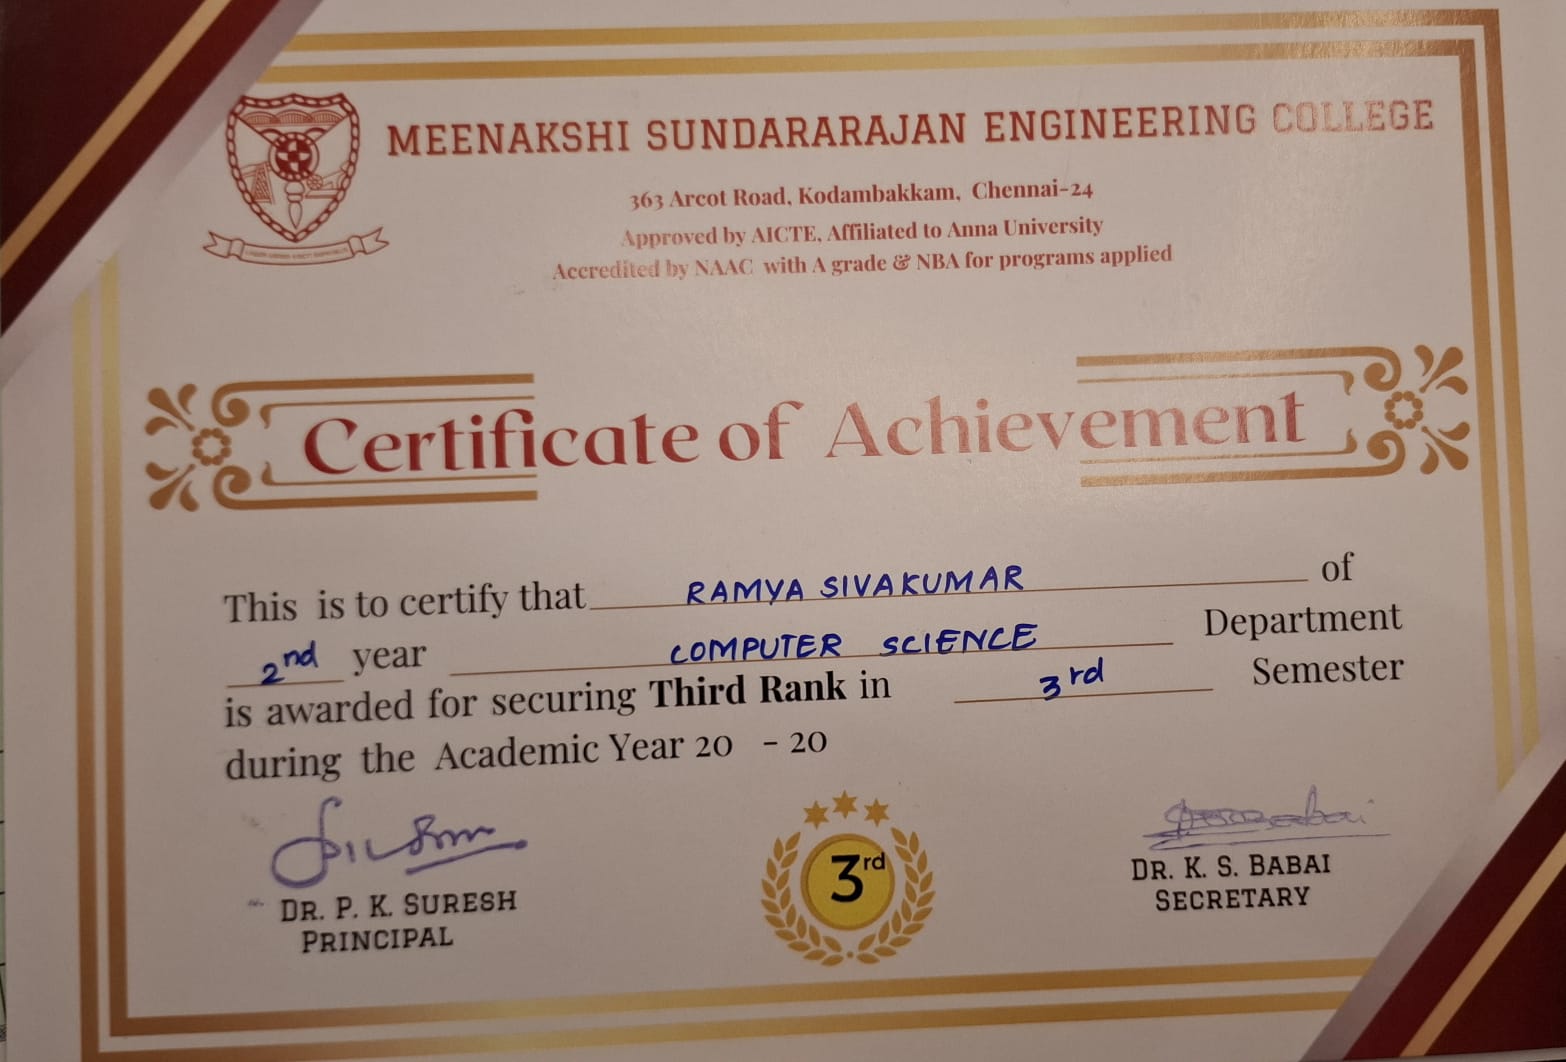 MEENAKSHI SUNDARARAJAN ENGINEERING COLLEGE
363 Arcot Road, Kodambakkam, Chennai-24
Approved by AICTE, Affiliated to Anna University
Accredited by NAAC with A grade & NBA for programs applied
Certificate of Achievement
This is to certify that RAMYA SIVAKUMAR of
2nd year COMPUTER SCIENCE Department
is awarded for securing Third Rank in 3rd Semester
during the Academic Year 20 - 20
3rd
DR. P. K. SURESH
PRINCIPAL
DR. K. S. BABAI
SECRETARY